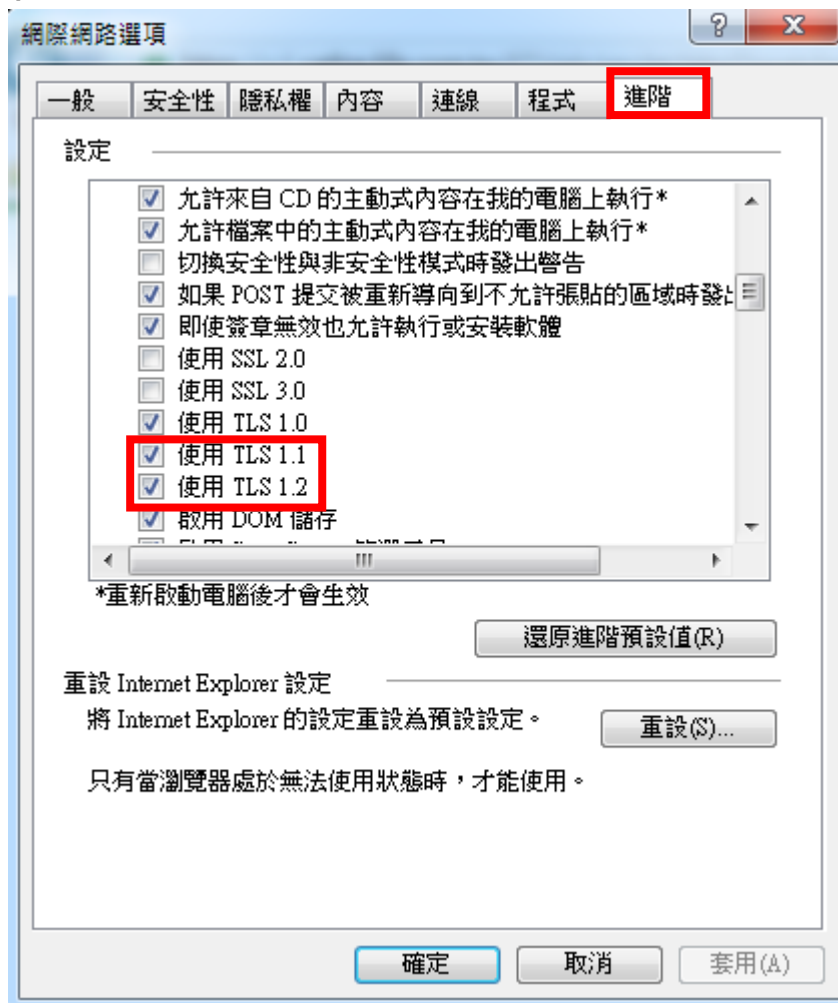 網際網路選項
一般 安全性 隱私權 內容 連線 程式 進階
設定
允許來自 CD 的主動式內容在我的電腦上執行*
允許檔案中的主動式內容在我的電腦上執行*
切換安全性與非安全性模式時發出警告
如果 POST 提交被重新導向到不允許張貼的區域時發
即使簽章無效也允許執行或安裝軟體
使用 SSL 2.0
使用 SSL 3.0
使用 TLS 1.0
使用 TLS 1.1
使用 TLS 1.2
啟用 DOM 儲存
*重新啟動電腦後才會生效
還原進階預設值(R)
重設 Internet Explorer 設定
將 Internet Explorer 的設定重設為預設設定。
重設(S)...
只有當瀏覽器處於無法使用狀態時，才能使用。
確定 取消 套用(A)